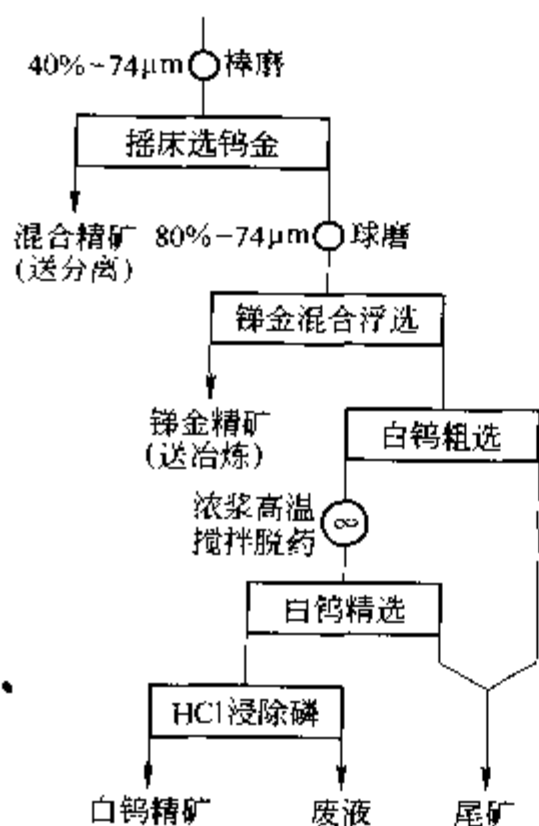 40%-74μm 棒磨
摇床选钨金
混合精矿 80%-74μm 球磨
(送分离)
锑金混合浮选
锑金精矿
(送冶炼)
白钨粗选
浓浆高温
搅拌脱药
白钨精选
HCl浸除磷
白钨精矿 废液 尾矿